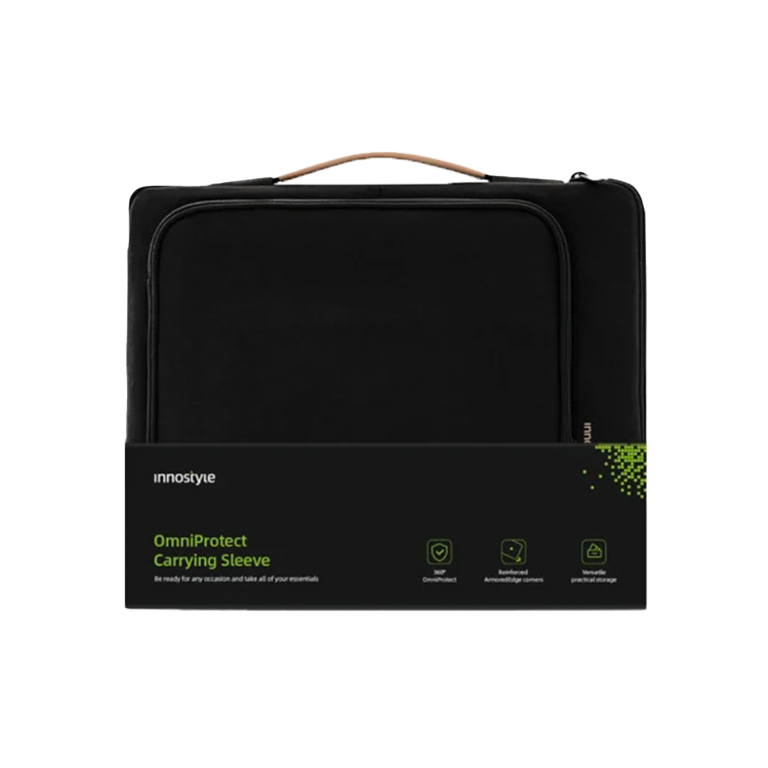 innostyle
OmniProtect
Carrying Sleeve
Be ready for any occasion and take all of your essentials
360°
OmniProtect
Reinforced
ArmoredEdge corners
Versatile
practical storage